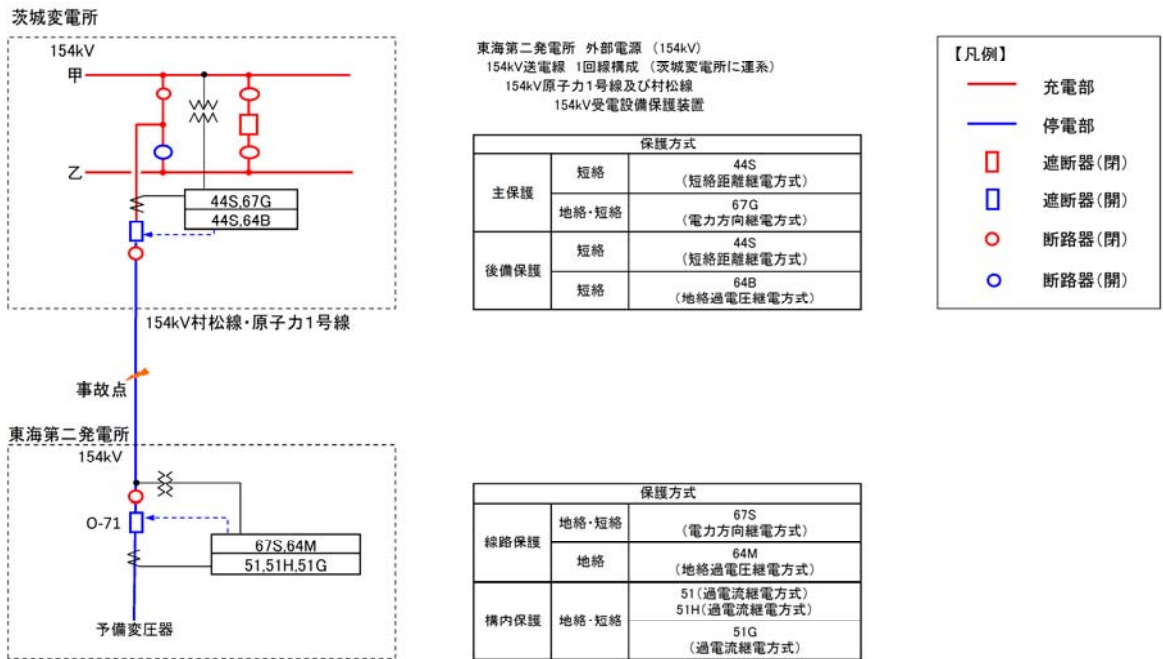 茨城変電所
154kV
甲
乙
44S,67G
44S,64B
154kV村松線・原子力1号線
事故点
東海第二発電所
154kV
O-71
67S,64M
51,51H,51G
予備変圧器
東海第二発電所 外部電源 (154kV)
154kV送電線 1回線構成 (茨城変電所に連系)
154kV原子力1号線及び村松線
154kV受電設備保護装置
保護方式
主保護
短絡
44S
(短絡距離継電方式)
地絡・短絡
67G
(電力方向継電方式)
後備保護
短絡
44S
(短絡距離継電方式)
短絡
64B
(地絡過電圧継電方式)
保護方式
線路保護
地絡・短絡
67S
(電力方向継電方式)
地絡
64M
(地絡過電圧継電方式)
構内保護
地絡・短絡
51(過電流継電方式)
51H(過電流継電方式)
51G
(過電流継電方式)
【凡例】
充電部
停電部
遮断器(閉)
遮断器(開)
断路器(閉)
断路器(開)